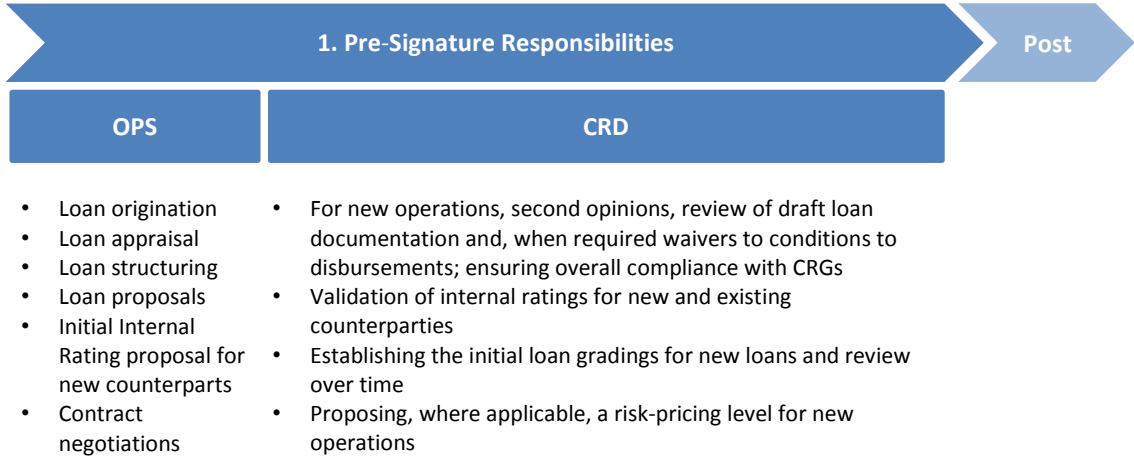 1. Pre-Signature Responsibilities
Post
OPS
CRD
• Loan origination
• Loan appraisal
• Loan structuring
• Loan proposals
• Initial Internal
Rating proposal for
new counterparts
• Contract
negotiations
• For new operations, second opinions, review of draft loan
documentation and, when required waivers to conditions to
disbursements; ensuring overall compliance with CRGs
• Validation of internal ratings for new and existing
counterparties
• Establishing the initial loan gradings for new loans and review
over time
• Proposing, where applicable, a risk-pricing level for new
operations